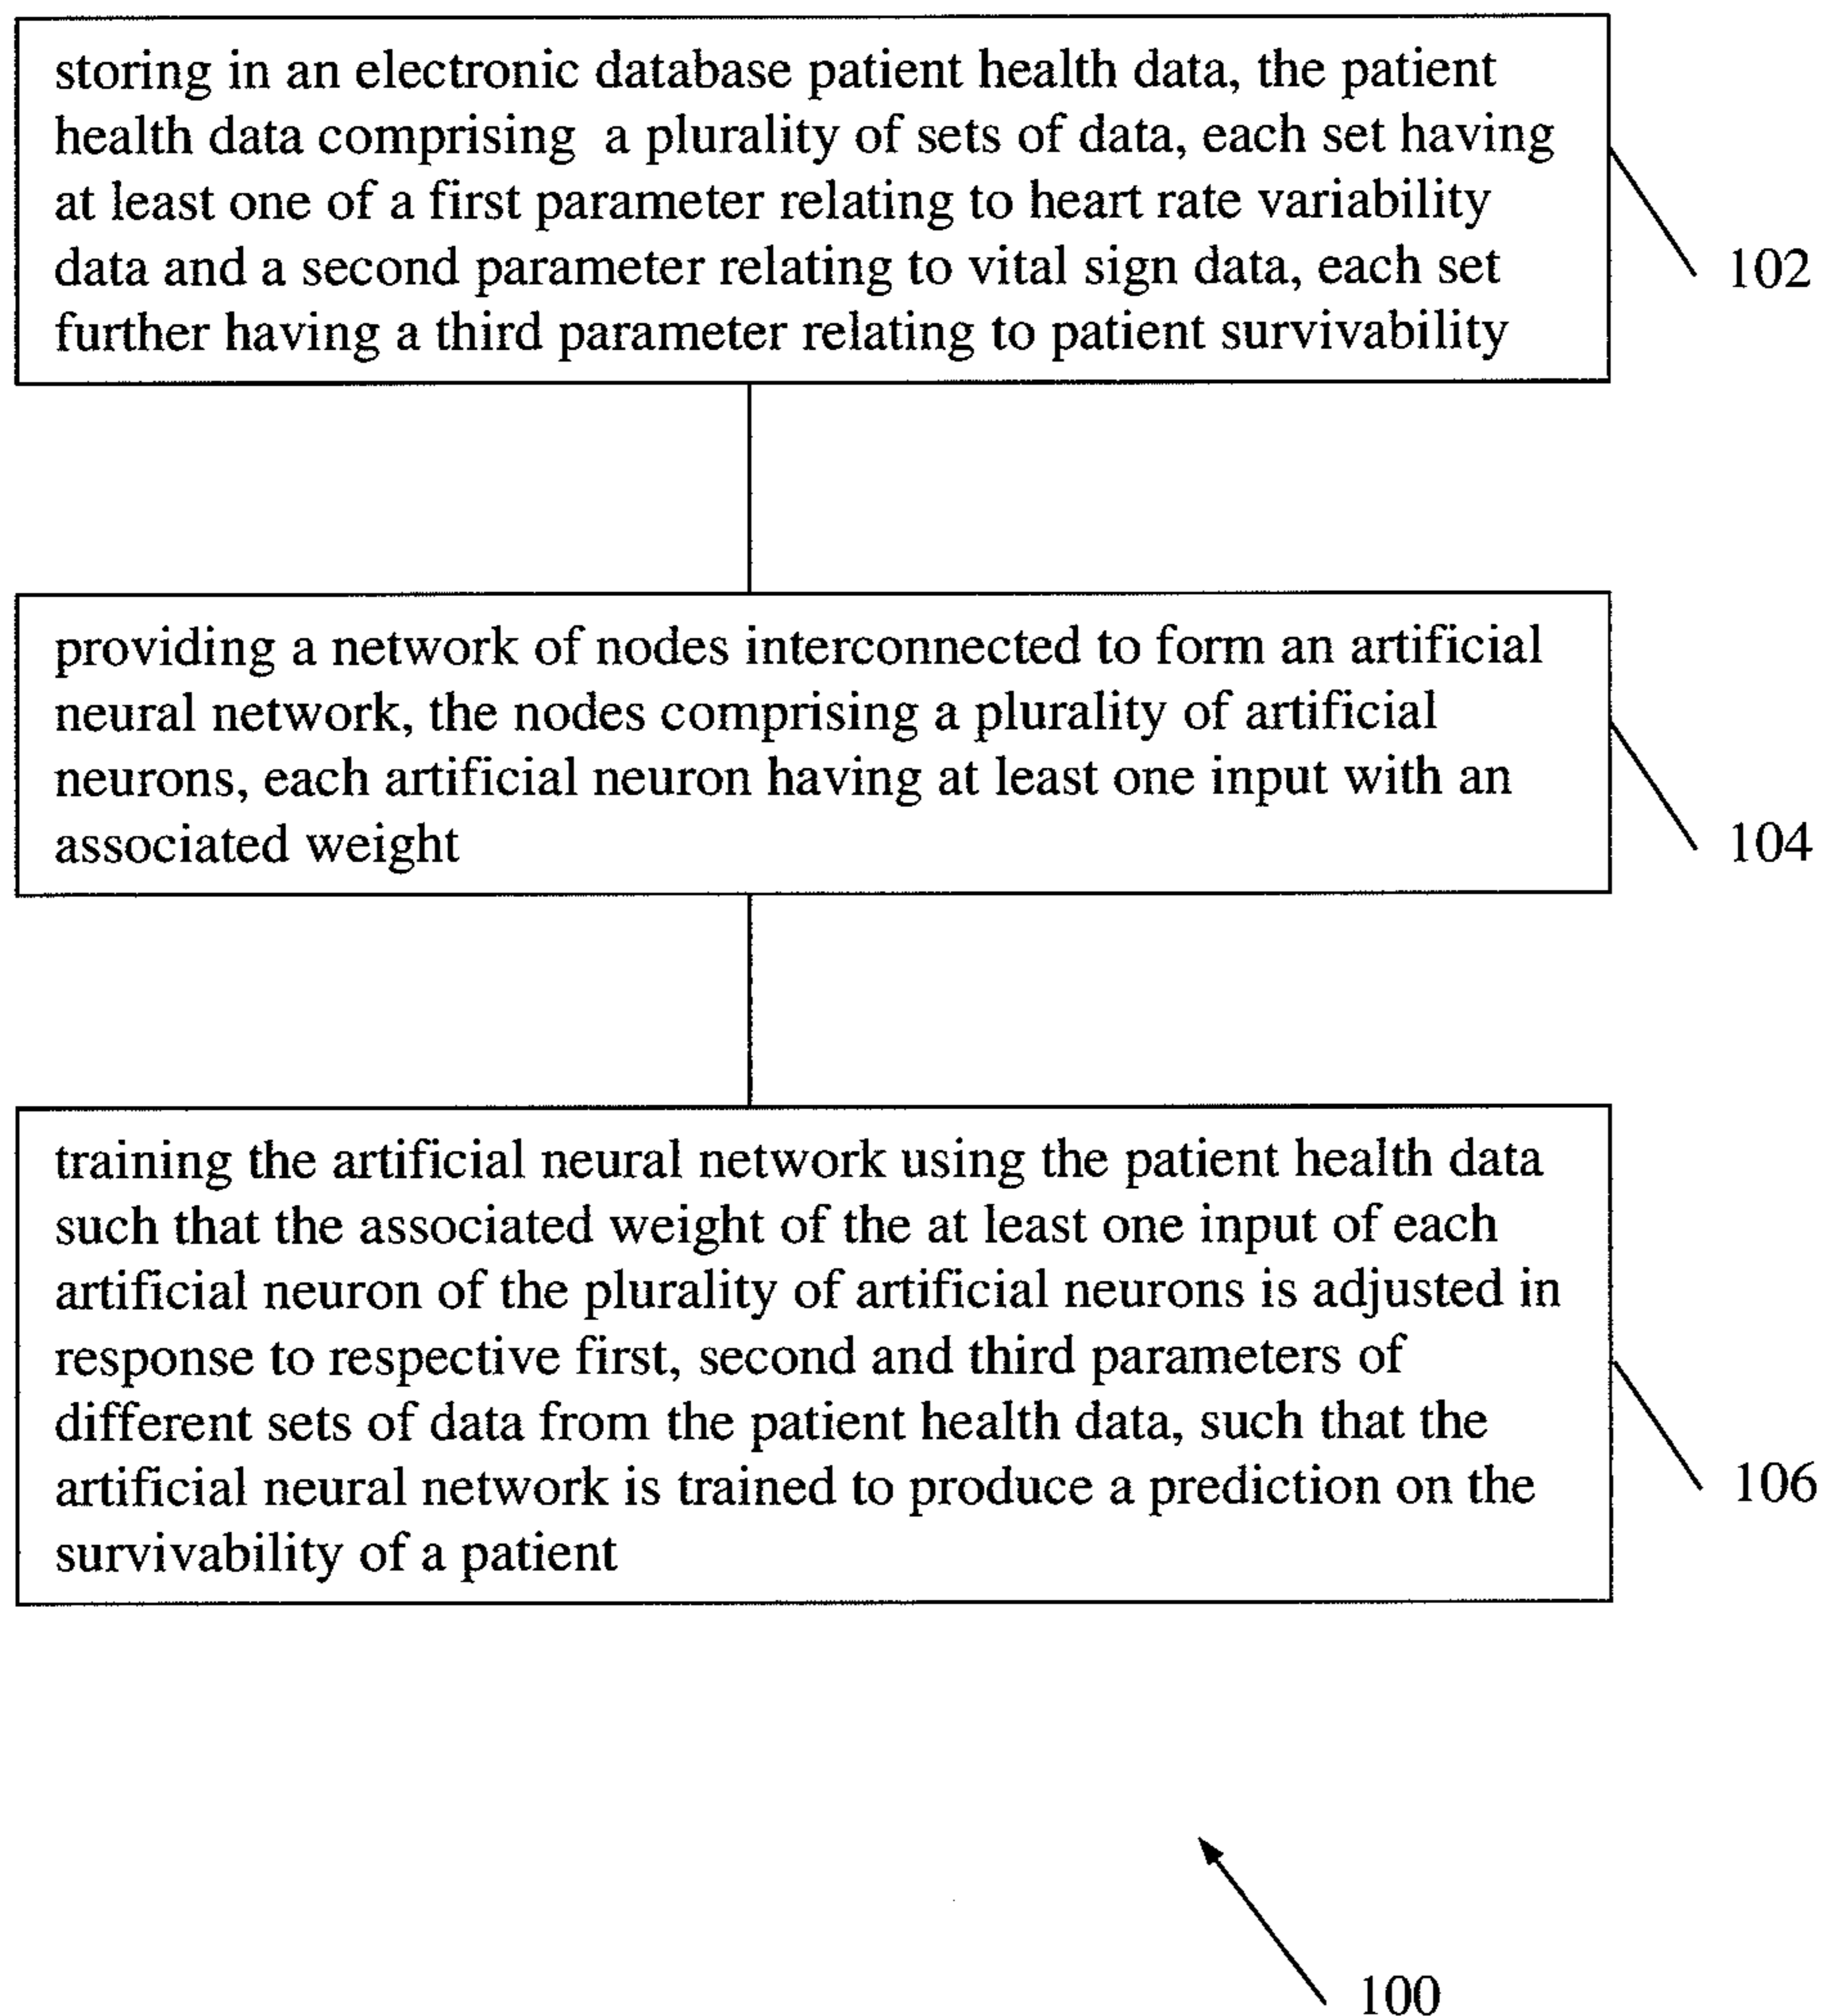 storing in an electronic database patient health data, the patient
health data comprising a plurality of sets of data, each set having
at least one of a first parameter relating to heart rate variability
data and a second parameter relating to vital sign data, each set
further having a third parameter relating to patient survivability
102
providing a network of nodes interconnected to form an artificial
neural network, the nodes comprising a plurality of artificial
neurons, each artificial neuron having at least one input with an
associated weight
104
training the artificial neural network using the patient health data
such that the associated weight of the at least one input of each
artificial neuron of the plurality of artificial neurons is adjusted in
response to respective first, second and third parameters of
different sets of data from the patient health data, such that the
artificial neural network is trained to produce a prediction on the
survivability of a patient
106
100